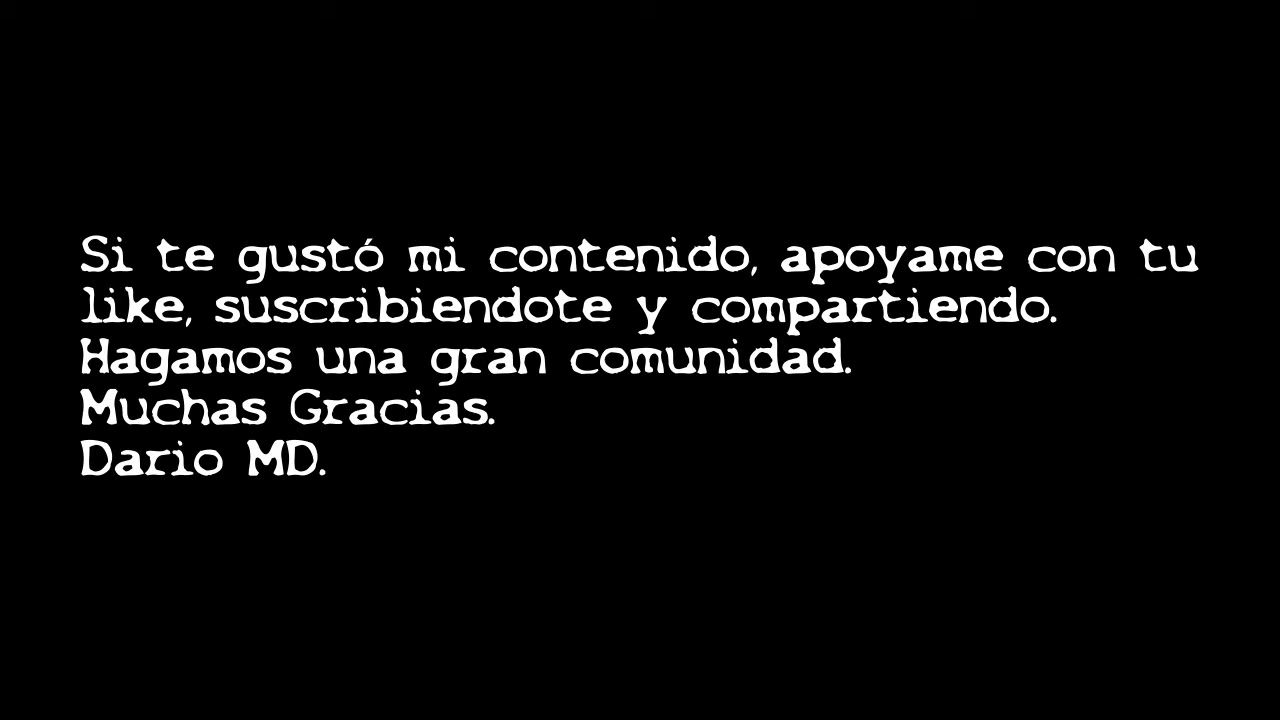 Si te gustó mi contenido, apoyame con tu
like, suscribiendote y compartiendo.
Hagamos una gran comunidad.
Muchas Gracias.
Dario MD.